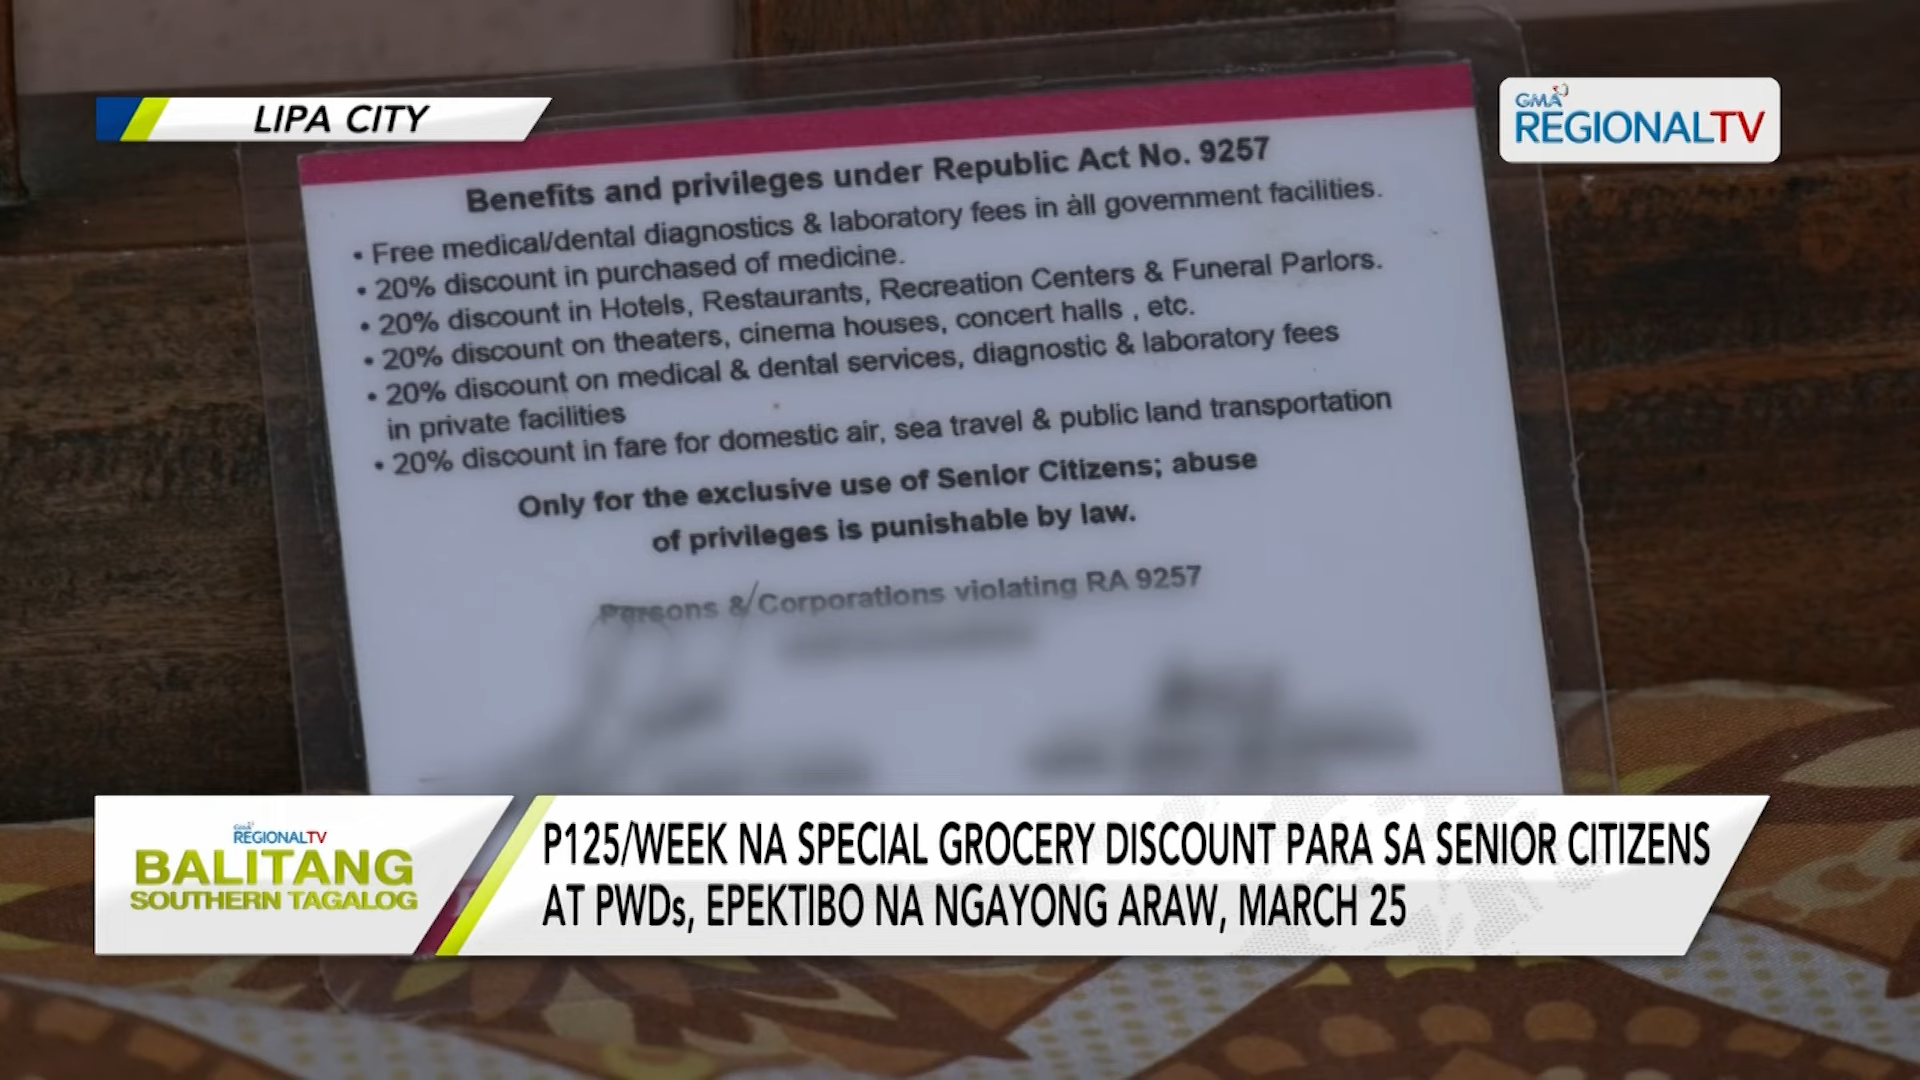 LIPA CITY
GMA
REGIONALTV
Benefits and privileges under Republic Act No. 9257
• Free medical/dental diagnostics & laboratory fees in all government facilities.
• 20% discount in purchased of medicine.
• 20% discount in Hotels, Restaurants, Recreation Centers & Funeral Parlors.
• 20% discount on theaters, cinema houses, concert halls , etc.
• 20% discount on medical & dental services, diagnostic & laboratory fees
in private facilities
• 20% discount in fare for domestic air, sea travel & public land transportation
Only for the exclusive use of Senior Citizens; abuse
of privileges is punishable by law.
Persons & Corporations violating RA 9257
GMA
REGIONALTV
BALITANG
SOUTHERN TAGALOG
P125/WEEK NA SPECIAL GROCERY DISCOUNT PARA SA SENIOR CITIZENS
AT PWDs, EPEKTIBO NA NGAYONG ARAW, MARCH 25